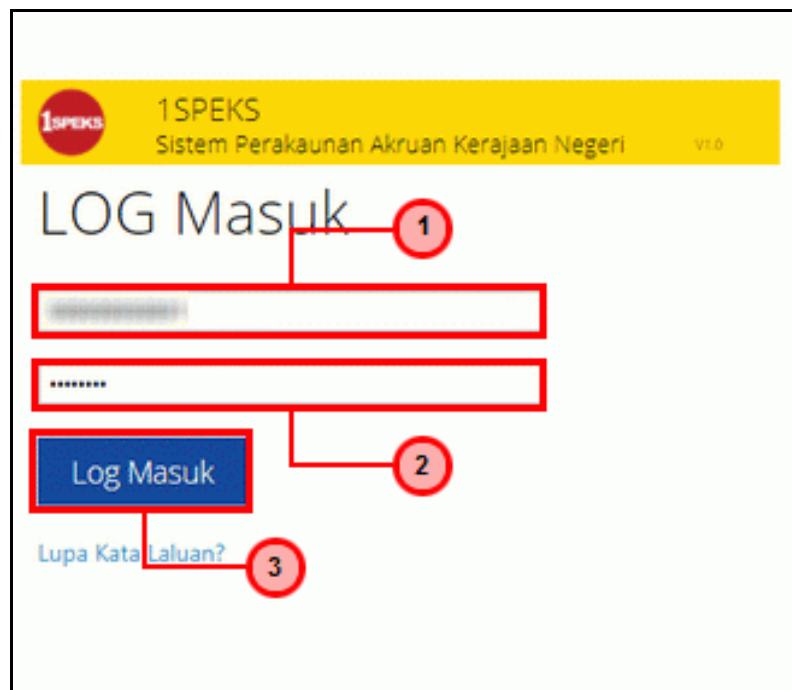 1SPEKS
1SPEKS
Sistem Perakaunan Akruan Kerajaan Negeri V1.0
LOG Masuk
1
••••••••
Log Masuk
2
Lupa Kata Laluan?
3